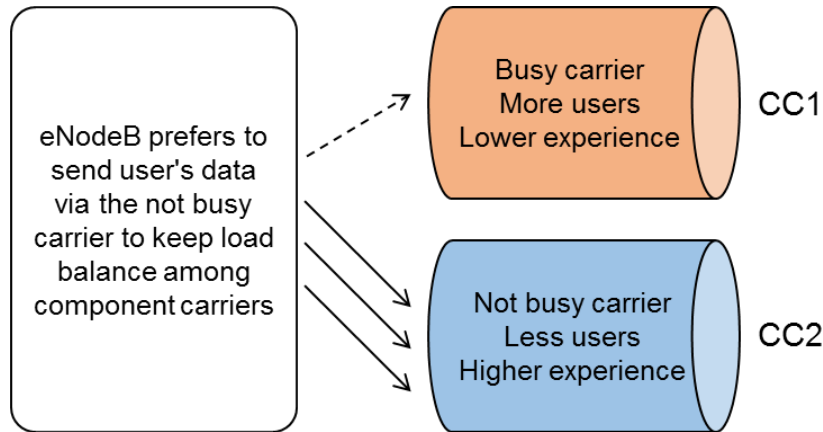 eNodeB prefers to
send user's data
via the not busy
carrier to keep load
balance among
component carriers
Busy carrier
More users
Lower experience
CC1
Not busy carrier
Less users
Higher experience
CC2